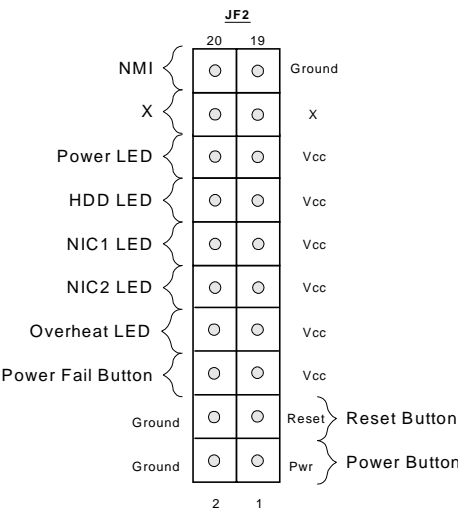 JF2
20 19
NMI Ground
X X
Power LED Vcc
HDD LED Vcc
NIC1 LED Vcc
NIC2 LED Vcc
Overheat LED Vcc
Power Fail Button Vcc
Ground Reset Reset Button
Ground Pwr Power Button
2 1